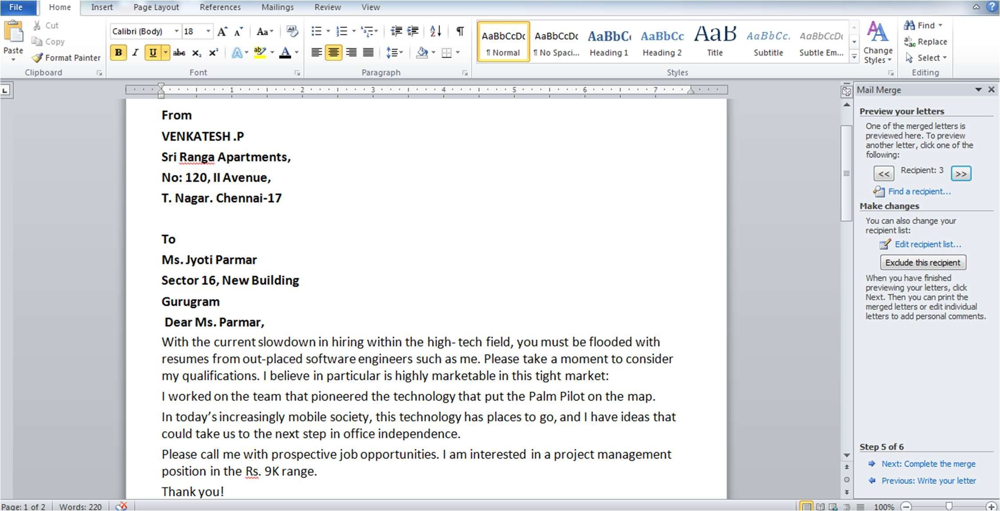 File Home Insert Page Layout References Mailings Review View
Paste
Cut
Copy
Format Painter
Clipboard
Calibri (Body) 18 A A Aa
B I U abc X₂ X² A ab A
Font
Paragraph
AaBbCcDc AaBbCcDc AaBbC AaBbCc AaB AaBbCc. AaBbCcDc
¶ Normal ¶ No Spaci... Heading 1 Heading 2 Title Subtitle Subtle Em...
Change Styles
Styles
Find
Replace
Select
Editing
1 2 3 4 5 6 7
From
VENKATESH .P
Sri Ranga Apartments,
No: 120, II Avenue,
T. Nagar. Chennai-17
To
Ms. Jyoti Parmar
Sector 16, New Building
Gurugram
Dear Ms. Parmar,
With the current slowdown in hiring within the high- tech field, you must be flooded with
resumes from out-placed software engineers such as me. Please take a moment to consider
my qualifications. I believe in particular is highly marketable in this tight market:
I worked on the team that pioneered the technology that put the Palm Pilot on the map.
In today’s increasingly mobile society, this technology has places to go, and I have ideas that
could take us to the next step in office independence.
Please call me with prospective job opportunities. I am interested in a project management
position in the Rs. 9K range.
Thank you!
Mail Merge
Preview your letters
One of the merged letters is
previewed here. To preview
another letter, click one of the
following:
<< Recipient: 3 >>
Find a recipient...
Make changes
You can also change your
recipient list:
Edit recipient list...
Exclude this recipient
When you have finished
previewing your letters, click
Next. Then you can print the
merged letters or edit individual
letters to add personal comments.
Step 5 of 6
Next: Complete the merge
Previous: Write your letter
Page: 1 of 2 Words: 220 100%